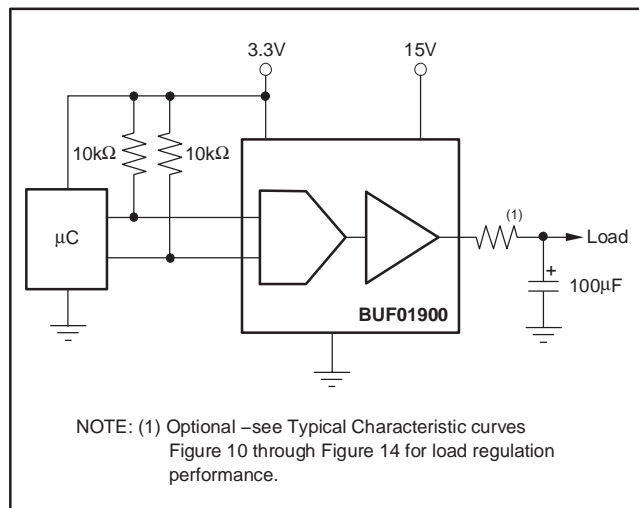 3.3V
15V
10kΩ
10kΩ
µC
(1)
Load
+
100µF
BUF01900
NOTE: (1) Optional −see Typical Characteristic curves
Figure 10 through Figure 14 for load regulation
performance.